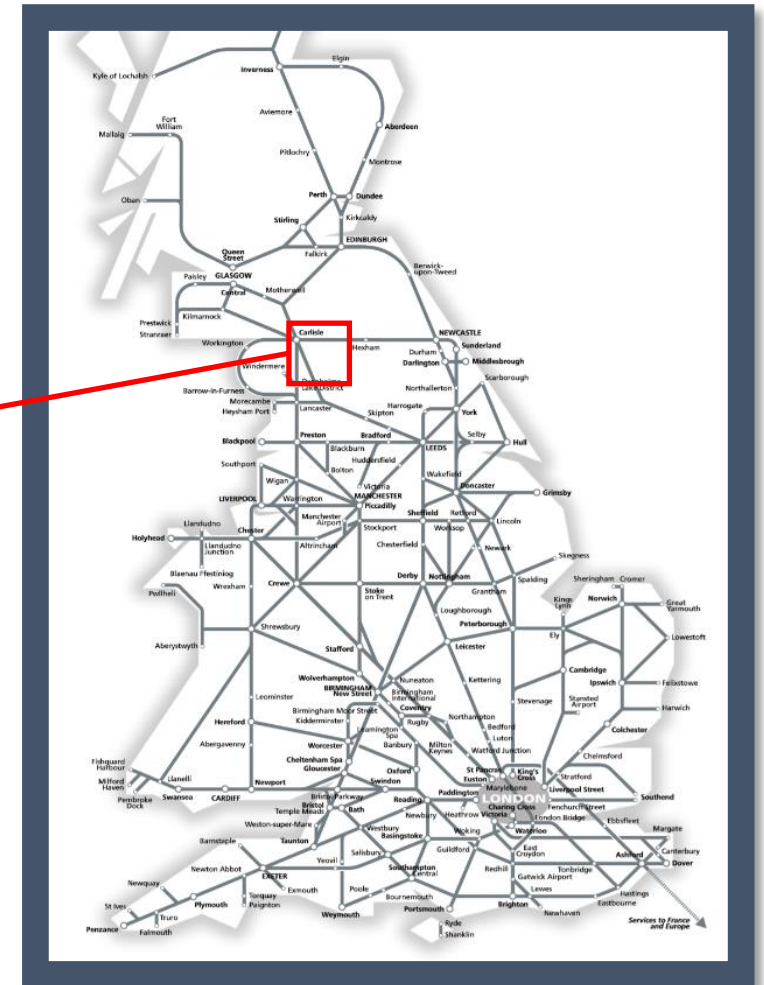 Elgin
Inverness
Kyle of Lochalsh
Aviemore
Fort
William
Aberdeen
Mallaig
Pitlochry
Montrose
Perth
Dundee
Oban
Stirling
Kirkcaldy
EDINBURGH
Queen
Street
Falkirk
Berwick-
upon-Tweed
Paisley
GLASGOW
Central
Motherwell
Kilmarnock
Prestwick
Stranraer
Carlisle
NEWCASTLE
Workington
Hexham
Sunderland
Durham
Windermere
Darlington
Middlesbrough
Lake District
Scarborough
Barrow-in-Furness
Northallerton
Morecambe
Heysham Port
Lancaster
Harrogate
York
Skipton
Blackpool
Preston
Bradford
LEEDS
Selby
Hull
Blackburn
Huddersfield
Southport
Bolton
Wakefield
Wigan
Victoria
Doncaster
LIVERPOOL
Warrington
MANCHESTER
Piccadilly
Grimsby
Llandudno
Manchester
Airport
Sheffield
Retford
Lincoln
Holyhead
Chester
Stockport
Worksop
Llandudno
Junction
Altrincham
Chesterfield
Newark
Skegness
Blaenau Ffestiniog
Wrexham
Crewe
Stoke
on Trent
Derby
Nottingham
Grantham
Spalding
Sheringham
Cromer
Pwllheli
Kings
Lynn
Norwich
Great
Yarmouth
Loughborough
Shrewsbury
Peterborough
Ely
Lowestoft
Aberystwyth
Stafford
Leicester
Wolverhampton
Nuneaton
Kettering
Cambridge
BIRMINGHAM
New Street
Birmingham
International
Ipswich
Felixstowe
Leominster
Birmingham Moor Street
Coventry
Stevenage
Stansted
Airport
Harwich
Hereford
Kidderminster
Rugby
Northampton
Leamington
Spa
Bedford
Colchester
Abergavenny
Worcester
Banbury
Milton
Keynes
Luton
Watford Junction
Chelmsford
Fishguard
Harbour
Cheltenham Spa
Gloucester
Oxford
St Pancras
King's
Cross
Euston
Stratford
Milford
Haven
Llanelli
Newport
Swindon
Marylebone
Liverpool Street
Pembroke
Dock
Swansea
CARDIFF
Bristol Parkway
Reading
Paddington
LONDON
Southend
Bristol
Temple Meads
Bath
Charing Cross
Fenchurch Street
Newbury
Heathrow
Victoria
London Bridge
Ebbsfleet
Weston-super-Mare
Westbury
Basingstoke
Woking
Waterloo
Margate
Barnstaple
Taunton
Guildford
East
Croydon
Canterbury
Yeovil
Salisbury
Tonbridge
Ashford
Dover
Newton Abbot
Southampton
Central
Redhill
Gatwick Airport
Newquay
EXETER
Exmouth
Poole
Lewes
Hastings
St Ives
Torquay
Paignton
Bournemouth
Eastbourne
Plymouth
Portsmouth
Brighton
Newhaven
Truro
Weymouth
Penzance
Falmouth
Ryde
Shanklin
Services to France
and Europe